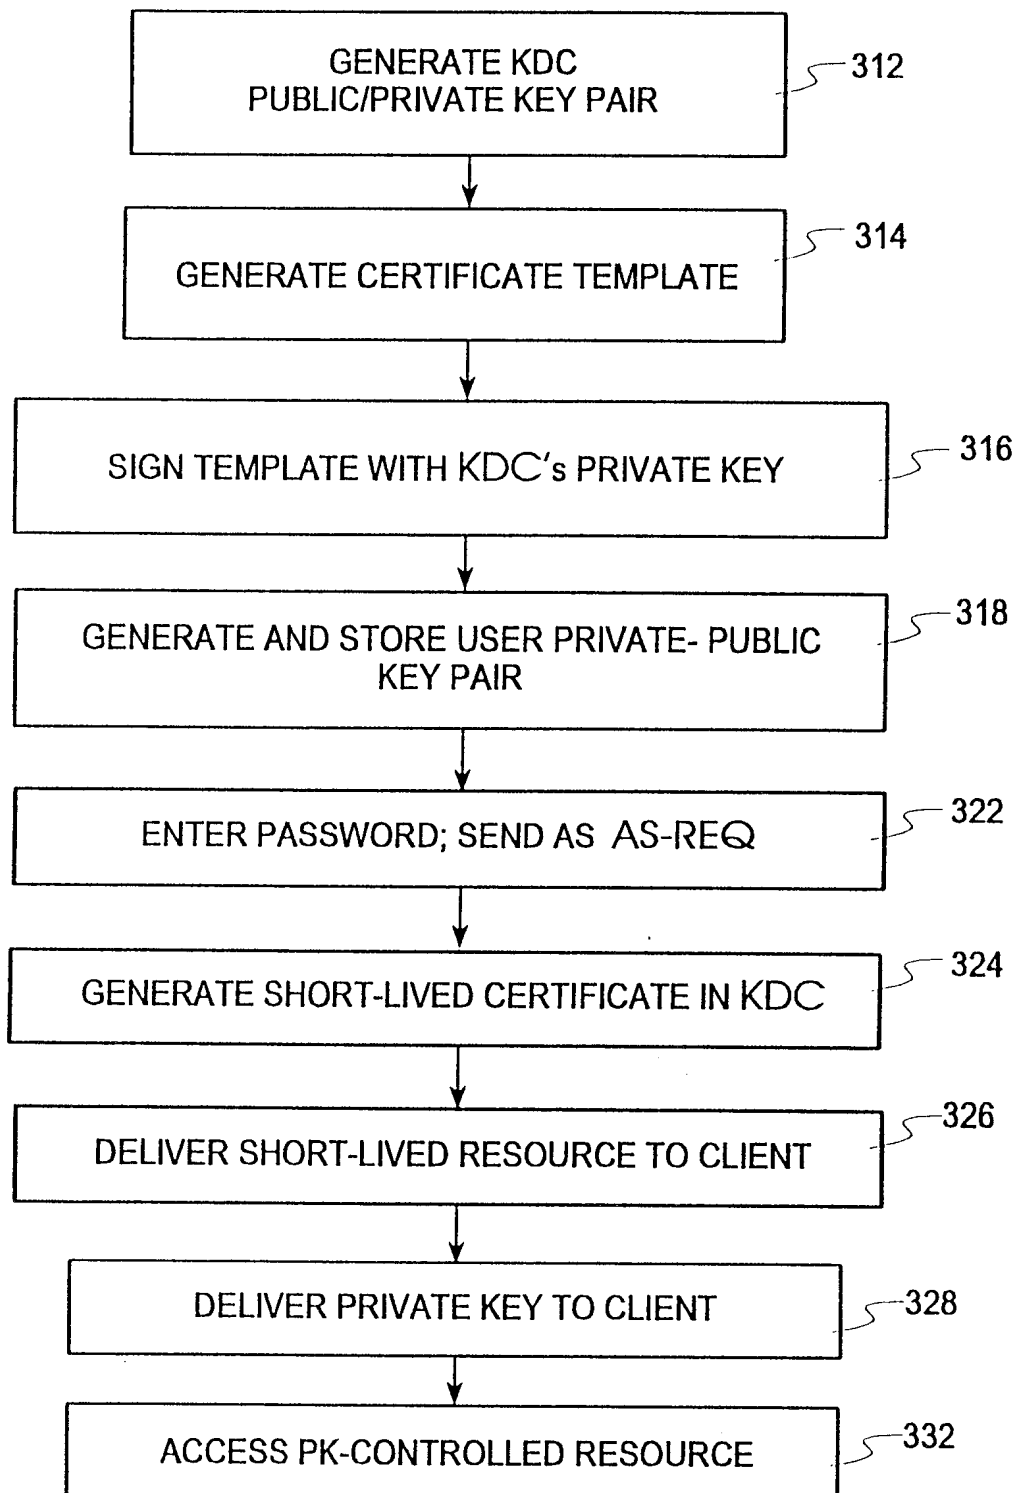 GENERATE KDC
PUBLIC/PRIVATE KEY PAIR
312
GENERATE CERTIFICATE TEMPLATE
314
SIGN TEMPLATE WITH KDC's PRIVATE KEY
316
GENERATE AND STORE USER PRIVATE- PUBLIC
KEY PAIR
318
ENTER PASSWORD; SEND AS AS-REQ
322
GENERATE SHORT-LIVED CERTIFICATE IN KDC
324
DELIVER SHORT-LIVED RESOURCE TO CLIENT
326
DELIVER PRIVATE KEY TO CLIENT
328
ACCESS PK-CONTROLLED RESOURCE
332